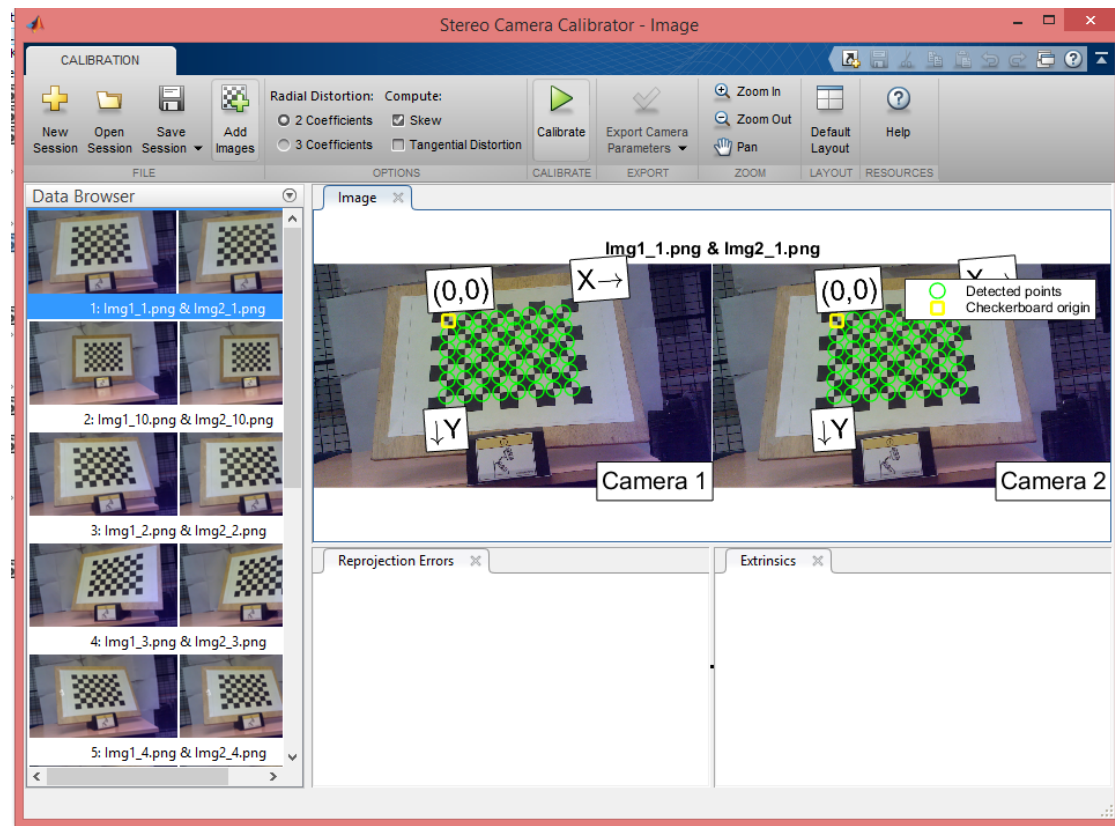 Stereo Camera Calibrator - Image
CALIBRATION
New Session
Open Session
Save Session
Add Images
Radial Distortion:
2 Coefficients
3 Coefficients
Compute:
Skew
Tangential Distortion
Calibrate
Export Camera Parameters
Zoom In
Zoom Out
Pan
Default Layout
Help
FILE
OPTIONS
CALIBRATE
EXPORT
ZOOM
LAYOUT
RESOURCES
Data Browser
1: Img1_1.png & Img2_1.png
2: Img1_10.png & Img2_10.png
3: Img1_2.png & Img2_2.png
4: Img1_3.png & Img2_3.png
5: Img1_4.png & Img2_4.png
Image
Img1_1.png & Img2_1.png
(0,0)
X→
↓Y
Camera 1
(0,0)
Detected points
Checkerboard origin
↓Y
Camera 2
Reprojection Errors
Extrinsics